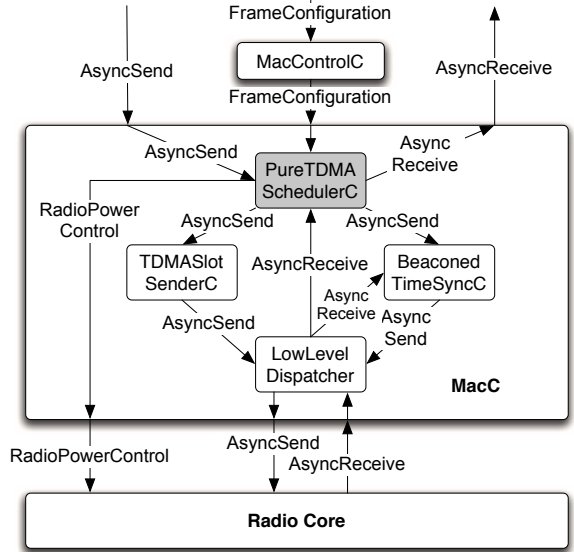 FrameConfiguration
MacControlC
AsyncSend
AsyncReceive
FrameConfiguration
AsyncSend
Async
Receive
PureTDMA
SchedulerC
RadioPower
Control
AsyncSend
AsyncSend
TDMASlot
SenderC
AsyncReceive
Beaconed
TimeSyncC
Async
Receive
AsyncSend
Async
Send
LowLevel
Dispatcher
MacC
AsyncSend
RadioPowerControl
AsyncReceive
Radio Core